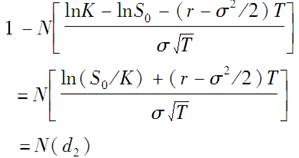 1 - N[ (lnK - lnS₀ - (r - σ²/2)T) / (σ√T) ]
= N[ (ln(S₀/K) + (r - σ²/2)T) / (σ√T) ]
= N(d₂)